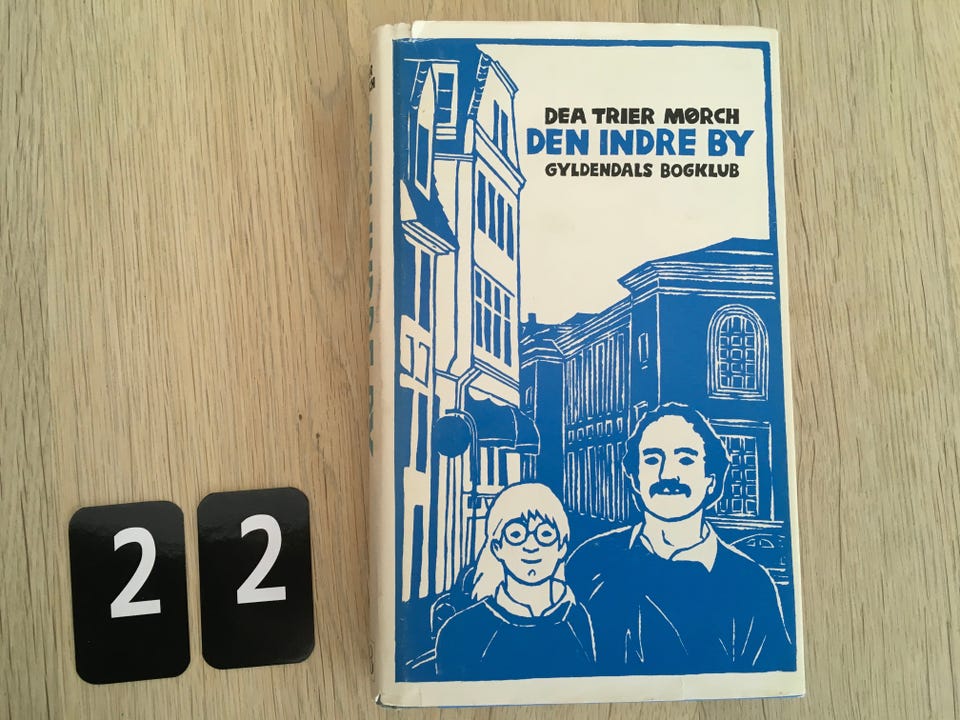 DEA TRIER MØRCH
DEN INDRE BY
GYLDENDALS BOGKLUB
2 2